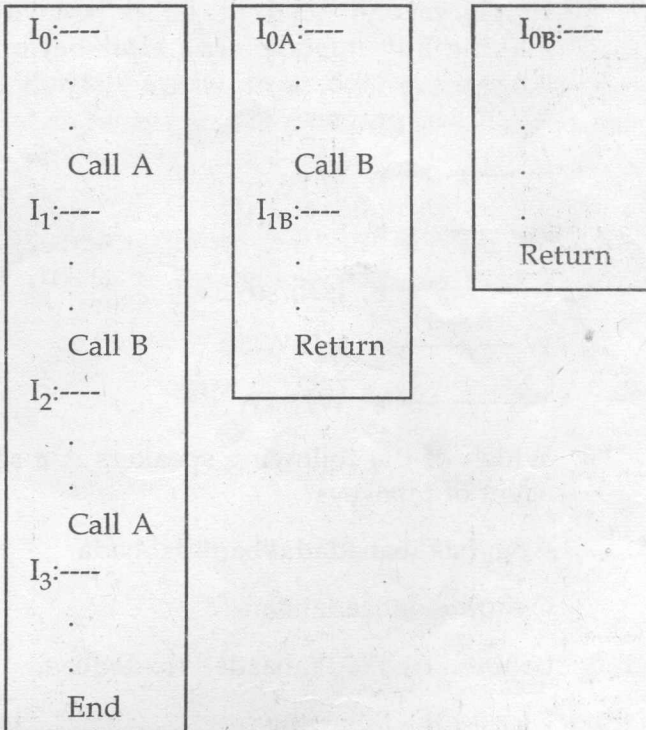 I0:----
.
.
Call A
I1:----
.
.
Call B
I2:----
.
.
Call A
I3:----
.
End
I0A:---
.
.
Call B
I1B:---
.
.
Return
I0B:---
.
.
Return